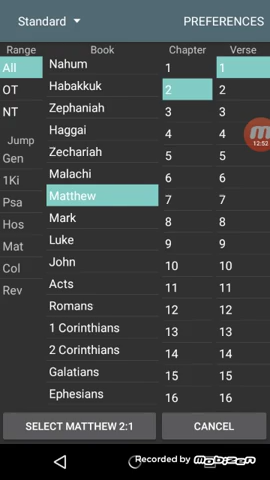 Standard PREFERENCES
Range Book Chapter Verse
All Nahum 1 1
OT Habakkuk 2 2
NT Zephaniah 3 3
Haggai 4 4
Jump
Gen Zechariah 5 5
1Ki Malachi 6 6
Psa Matthew 7 7
Hos Mark 8 8
Mat Luke 9 9
Col John 10 10
Rev Acts 11 11
Romans 12 12
1 Corinthians 13 13
2 Corinthians 14 14
Galatians 15 15
Ephesians 16 16
12:52
SELECT MATTHEW 2:1 CANCEL
Recorded by mobizen